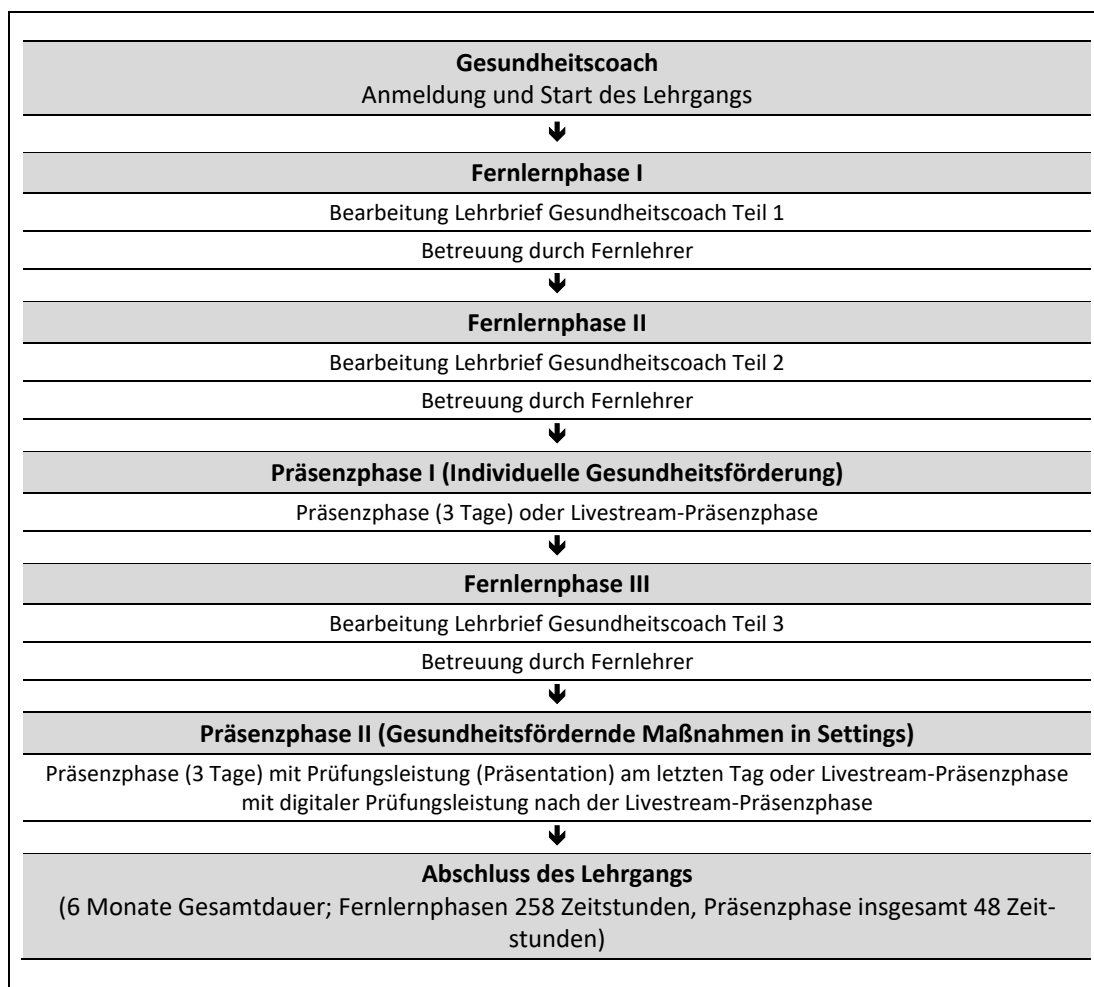 Gesundheitscoach
Anmeldung und Start des Lehrgangs
🡻
Fernlernphase I
Bearbeitung Lehrbrief Gesundheitscoach Teil 1
Betreuung durch Fernlehrer
🡻
Fernlernphase II
Bearbeitung Lehrbrief Gesundheitscoach Teil 2
Betreuung durch Fernlehrer
🡻
Präsenzphase I (Individuelle Gesundheitsförderung)
Präsenzphase (3 Tage) oder Livestream-Präsenzphase
🡻
Fernlernphase III
Bearbeitung Lehrbrief Gesundheitscoach Teil 3
Betreuung durch Fernlehrer
🡻
Präsenzphase II (Gesundheitsfördernde Maßnahmen in Settings)
Präsenzphase (3 Tage) mit Prüfungsleistung (Präsentation) am letzten Tag oder Livestream-Präsenzphase
mit digitaler Prüfungsleistung nach der Livestream-Präsenzphase
🡻
Abschluss des Lehrgangs
(6 Monate Gesamtdauer; Fernlernphasen 258 Zeitstunden, Präsenzphase insgesamt 48 Zeit-
stunden)